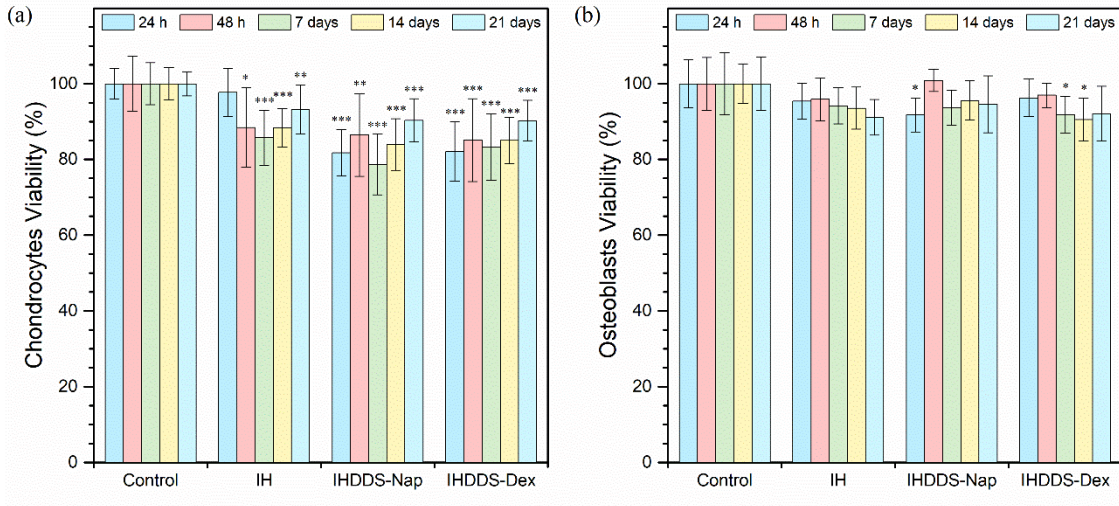 (a)
24 h 48 h 7 days 14 days 21 days
Chondrocytes Viability (%)
120
100
80
60
40
20
0
* *** *** **
*** ** *** *** ***
*** *** *** *** ***
Control IH IHDDS-Nap IHDDS-Dex
(b)
24 h 48 h 7 days 14 days 21 days
Osteoblasts Viability (%)
120
100
80
60
40
20
0
*
* *
Control IH IHDDS-Nap IHDDS-Dex